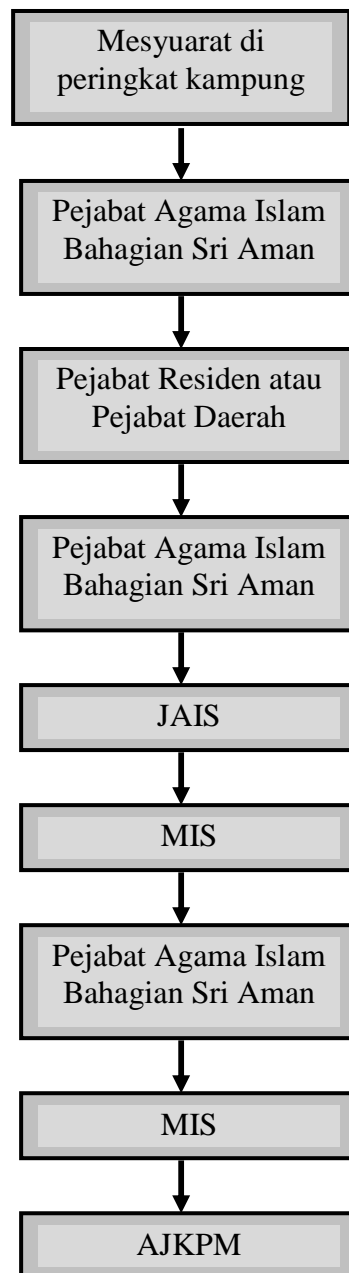 Mesyuarat di
peringkat kampung
Pejabat Agama Islam
Bahagian Sri Aman
Pejabat Residen atau
Pejabat Daerah
Pejabat Agama Islam
Bahagian Sri Aman
JAIS
MIS
Pejabat Agama Islam
Bahagian Sri Aman
MIS
AJKPM